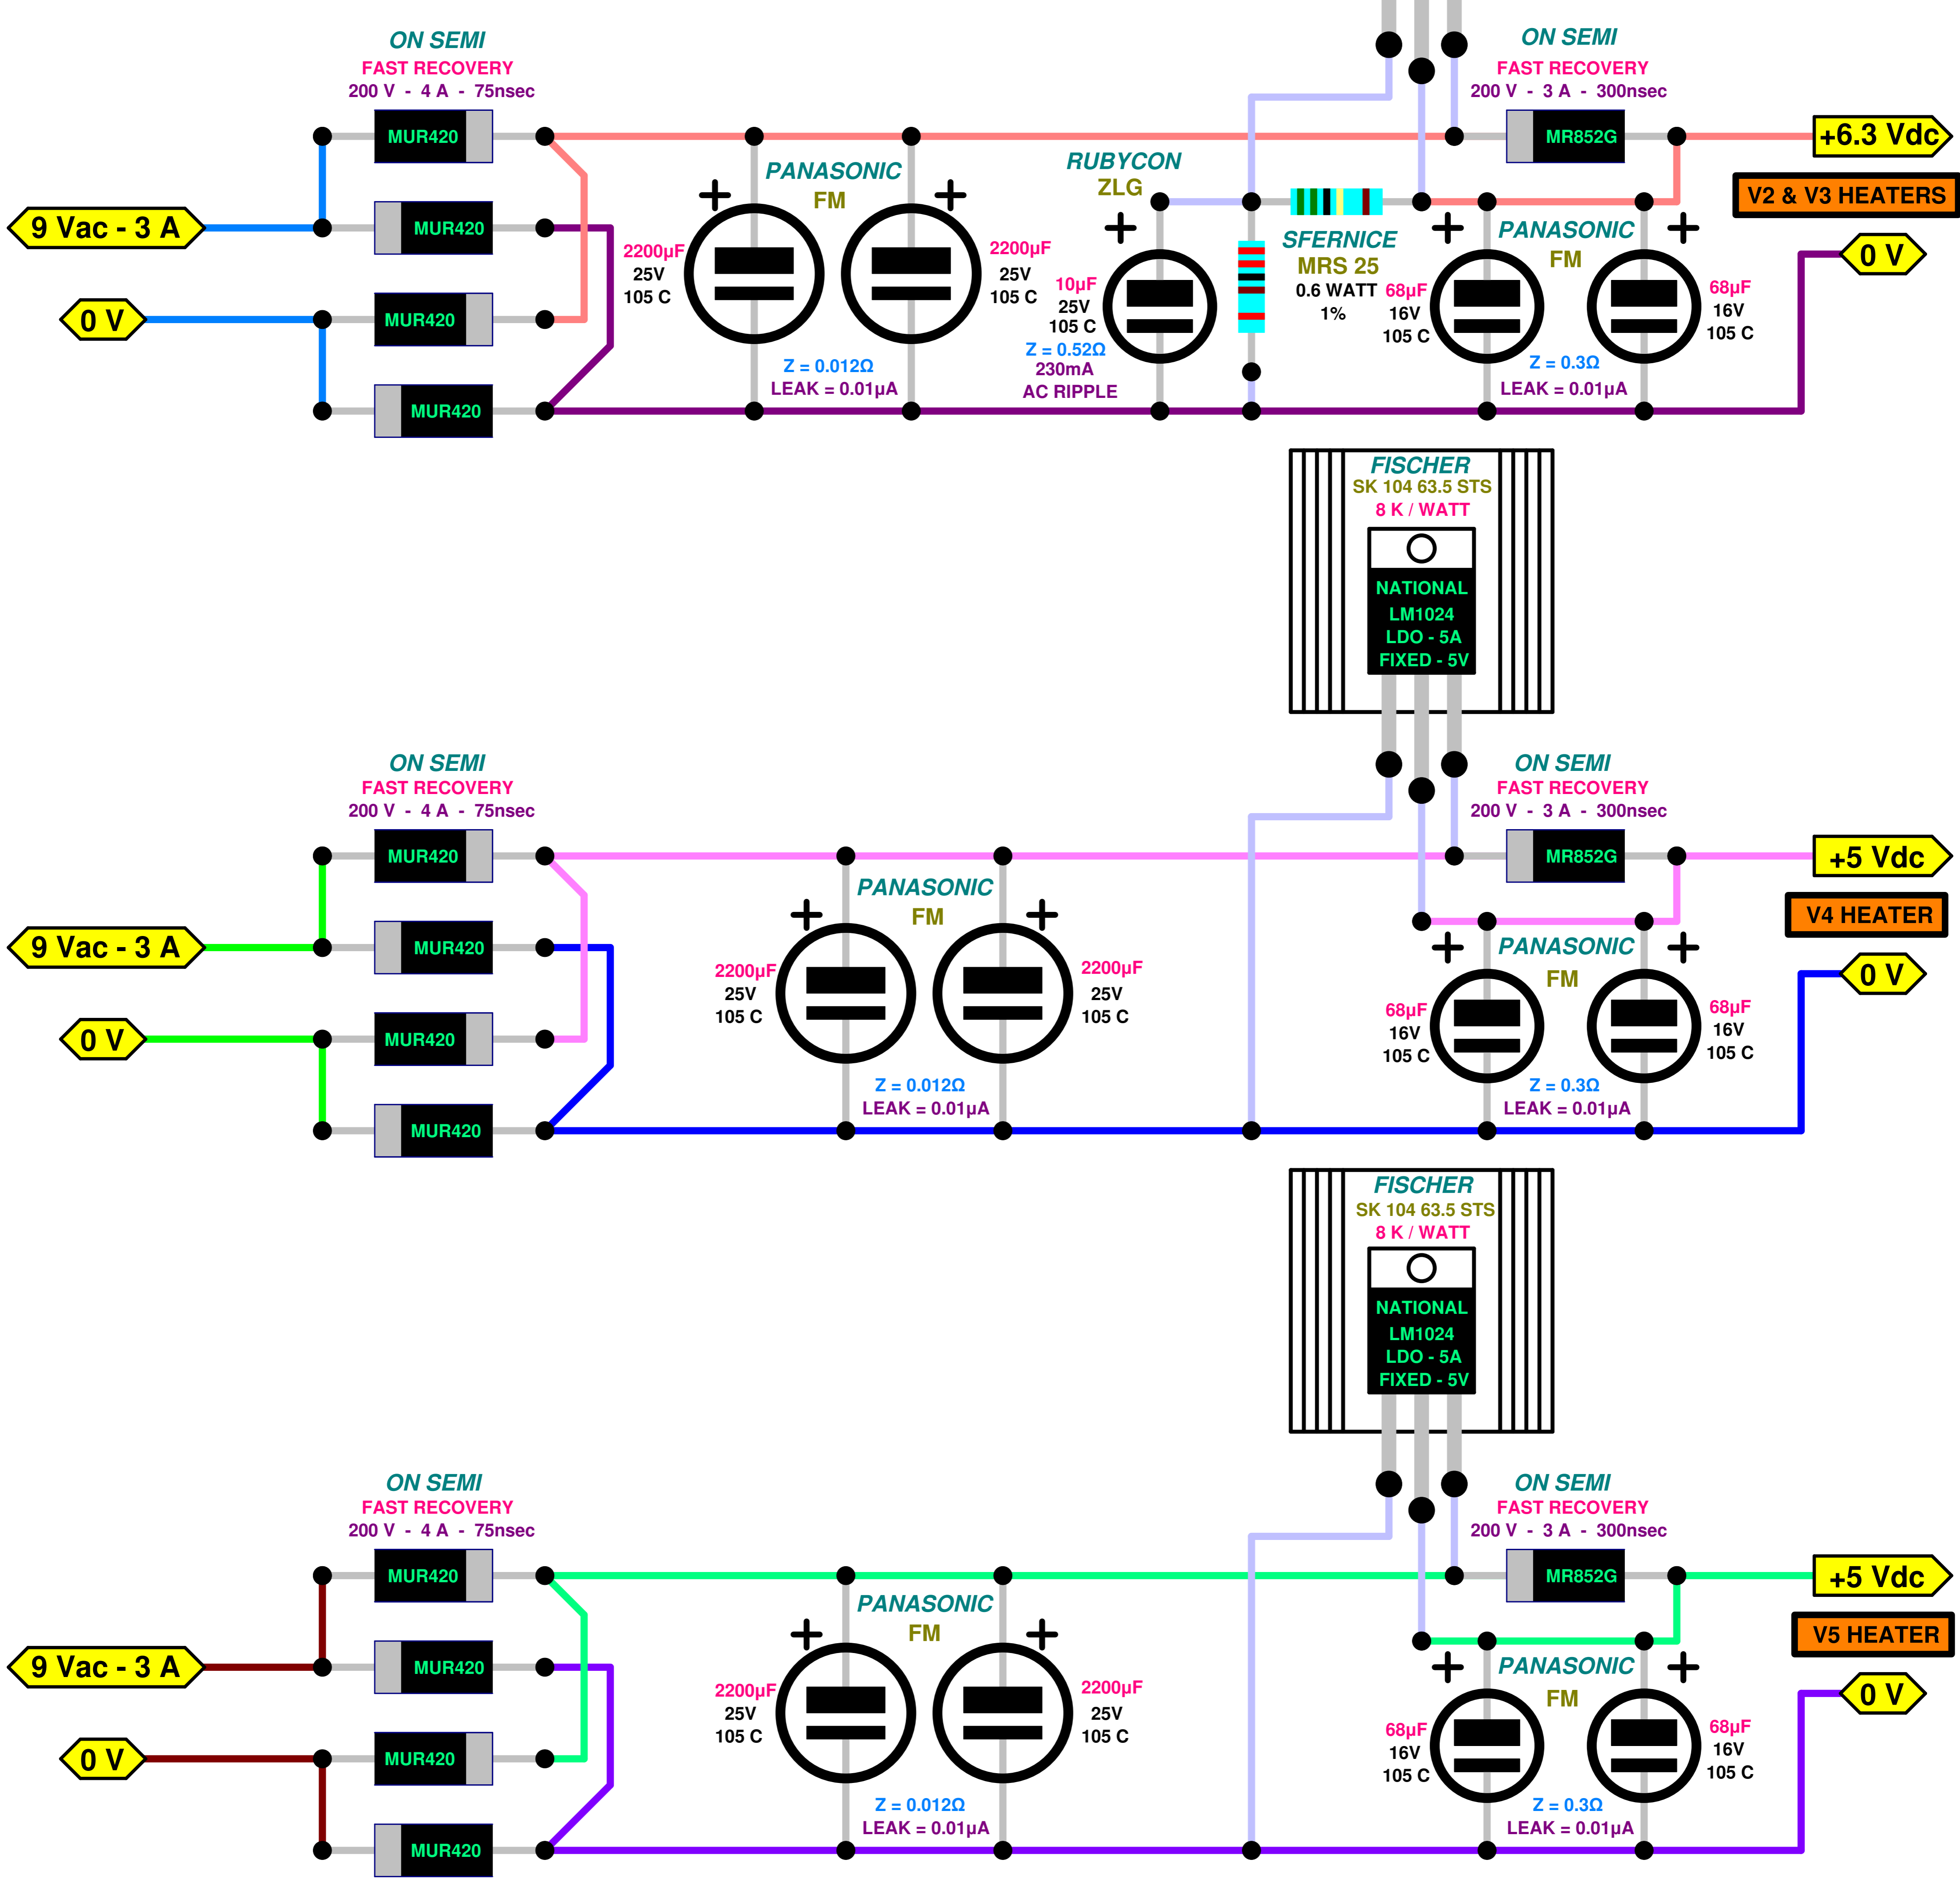 ON SEMI
FAST RECOVERY
200 V - 4 A - 75nsec
ON SEMI
FAST RECOVERY
200 V - 3 A - 300nsec
MUR420
MR852G
+6.3 Vdc
V2 & V3 HEATERS
9 Vac - 3 A
MUR420
0 V
MUR420
0 V
MUR420
+
PANASONIC
FM
+
2200µF
25V
105 C
2200µF
25V
105 C
Z = 0.012Ω
LEAK = 0.01µA
RUBYCON
ZLG
+
10µF
25V
105 C
Z = 0.52Ω
230mA
AC RIPPLE
SFERNICE
MRS 25
0.6 WATT
1%
+
PANASONIC
FM
+
68µF
16V
105 C
68µF
16V
105 C
Z = 0.3Ω
LEAK = 0.01µA
FISCHER
SK 104 63.5 STS
8 K / WATT
NATIONAL
LM1024
LDO - 5A
FIXED - 5V
ON SEMI
FAST RECOVERY
200 V - 4 A - 75nsec
ON SEMI
FAST RECOVERY
200 V - 3 A - 300nsec
MUR420
MR852G
+5 Vdc
V4 HEATER
9 Vac - 3 A
MUR420
0 V
MUR420
0 V
MUR420
+
PANASONIC
FM
+
2200µF
25V
105 C
2200µF
25V
105 C
Z = 0.012Ω
LEAK = 0.01µA
+
PANASONIC
FM
+
68µF
16V
105 C
68µF
16V
105 C
Z = 0.3Ω
LEAK = 0.01µA
FISCHER
SK 104 63.5 STS
8 K / WATT
NATIONAL
LM1024
LDO - 5A
FIXED - 5V
ON SEMI
FAST RECOVERY
200 V - 4 A - 75nsec
ON SEMI
FAST RECOVERY
200 V - 3 A - 300nsec
MUR420
MR852G
+5 Vdc
V5 HEATER
9 Vac - 3 A
MUR420
0 V
MUR420
0 V
MUR420
+
PANASONIC
FM
+
2200µF
25V
105 C
2200µF
25V
105 C
Z = 0.012Ω
LEAK = 0.01µA
+
PANASONIC
FM
+
68µF
16V
105 C
68µF
16V
105 C
Z = 0.3Ω
LEAK = 0.01µA